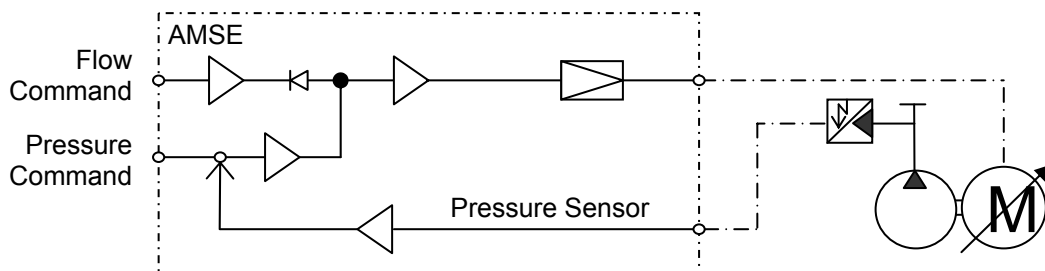 AMSE
Flow
Command
Pressure
Command
Pressure Sensor
M